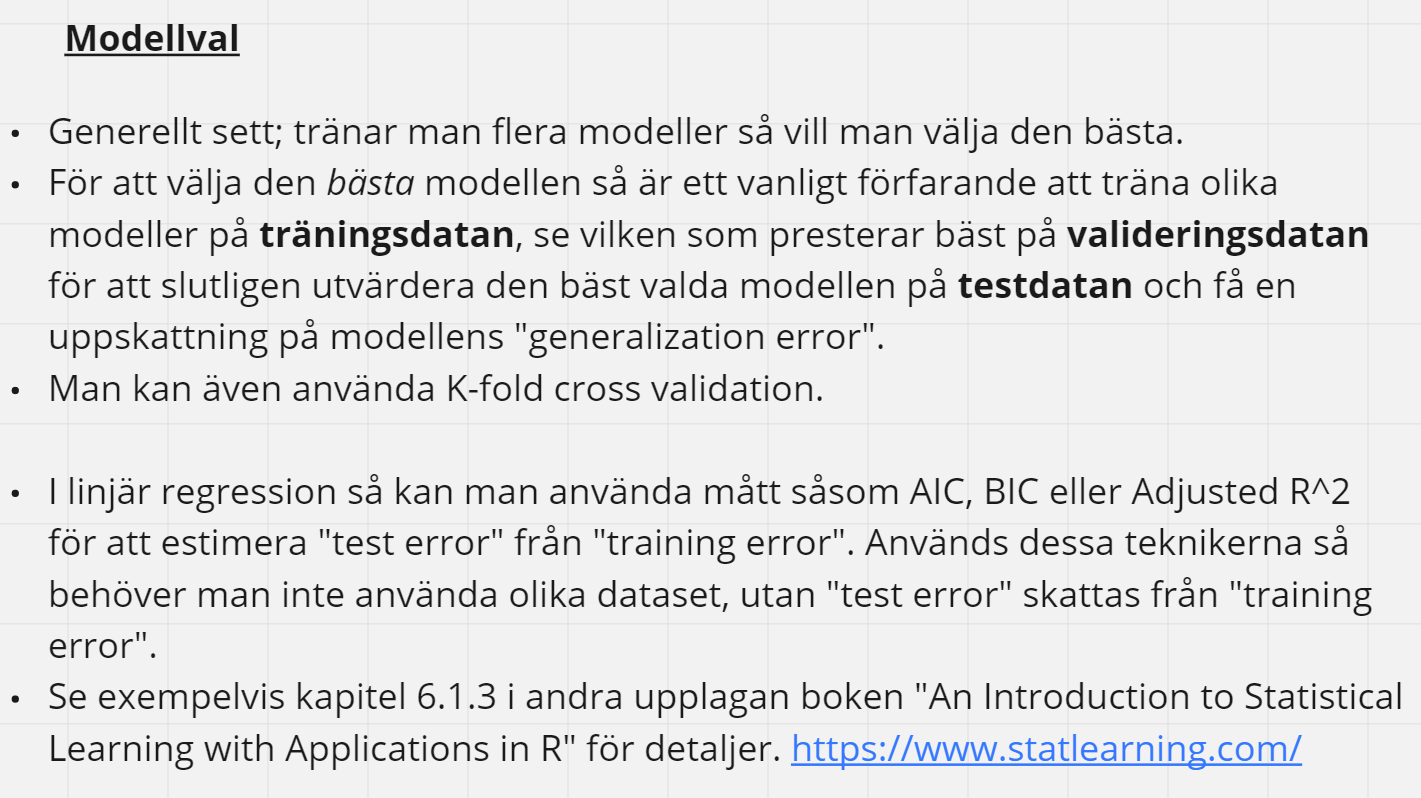 Modellval
• Generellt sett; tränar man flera modeller så vill man välja den bästa.
• För att välja den bästa modellen så är ett vanligt förfarande att träna olika
modeller på träningsdatan, se vilken som presterar bäst på valideringsdatan
för att slutligen utvärdera den bäst valda modellen på testdatan och få en
uppskattning på modellens "generalization error".
• Man kan även använda K-fold cross validation.
• I linjär regression så kan man använda mått såsom AIC, BIC eller Adjusted R^2
för att estimera "test error" från "training error". Används dessa teknikerna så
behöver man inte använda olika dataset, utan "test error" skattas från "training
error".
• Se exempelvis kapitel 6.1.3 i andra upplagan boken "An Introduction to Statistical
Learning with Applications in R" för detaljer. https://www.statlearning.com/